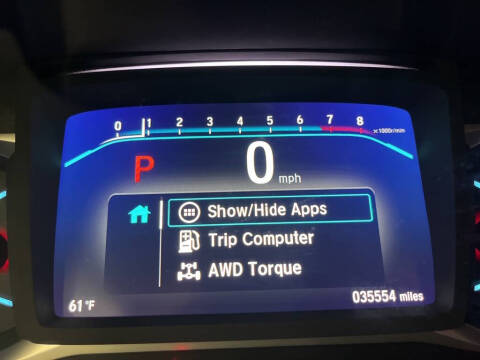 0 1 2 3 4 5 6 7 8 ×1000r/min
P 0 mph
Show/Hide Apps
Trip Computer
AWD Torque
61°F 035554 miles